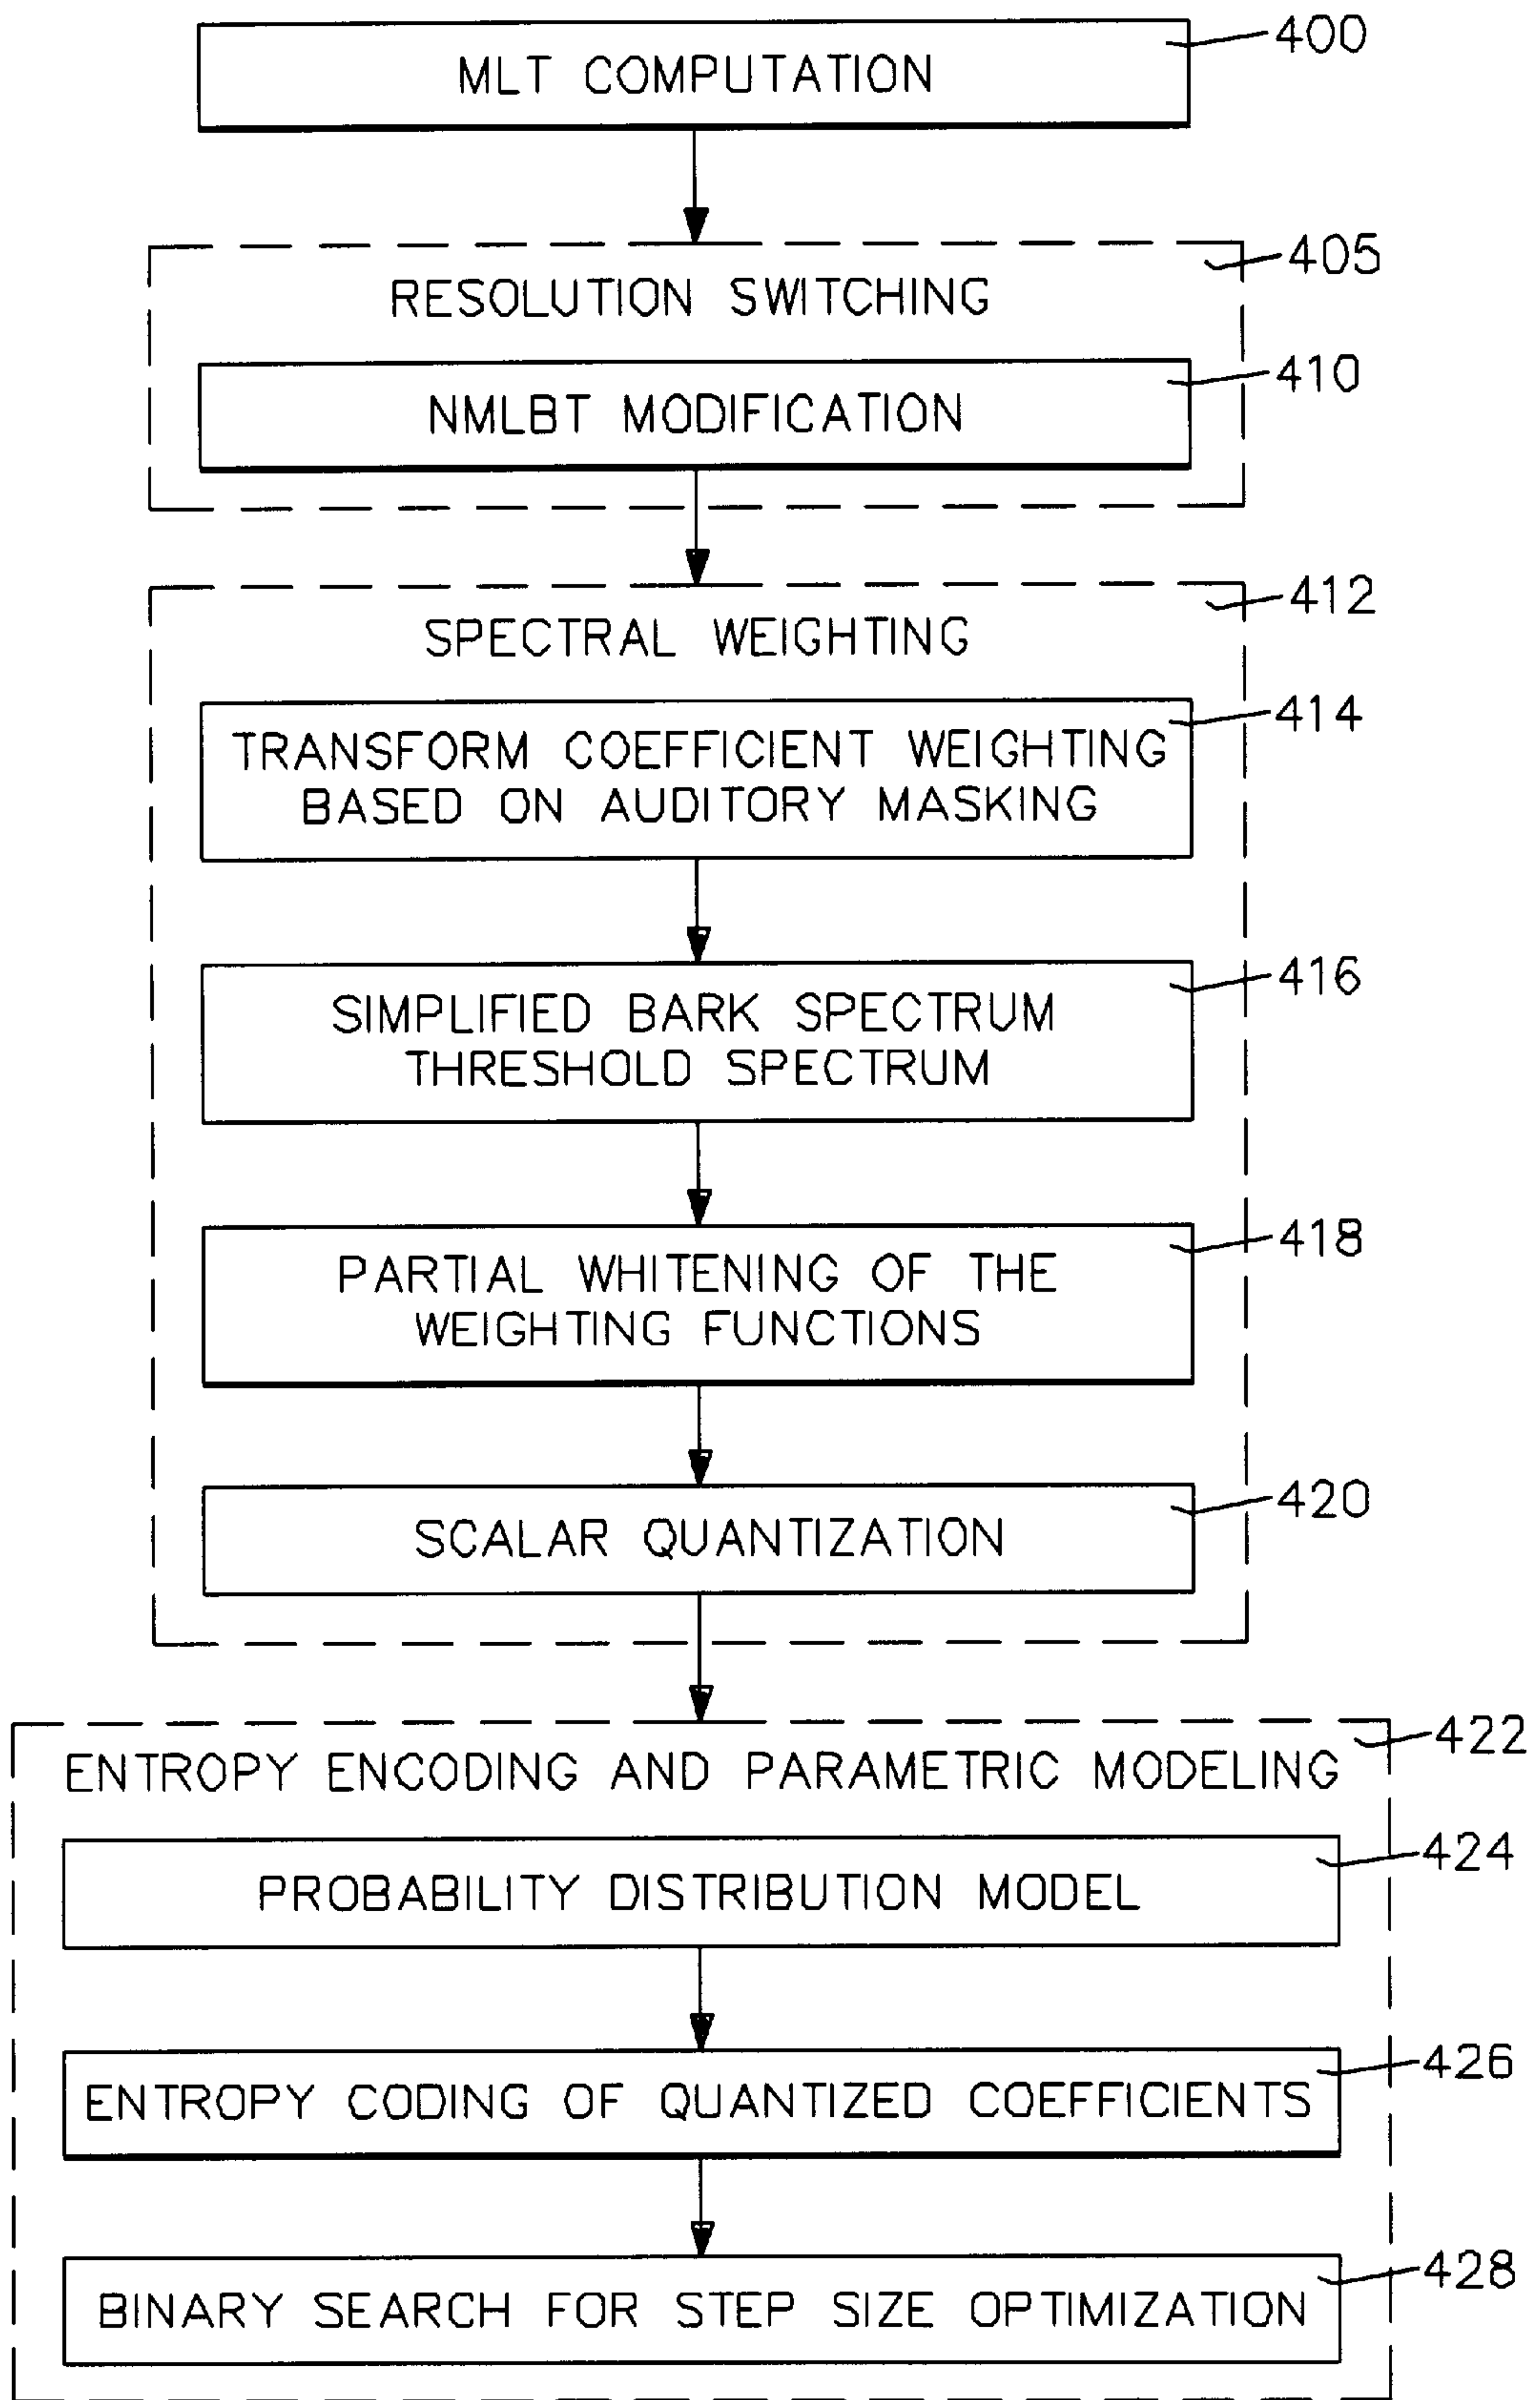 400
MLT COMPUTATION
405
RESOLUTION SWITCHING
410
NMLBT MODIFICATION
412
SPECTRAL WEIGHTING
414
TRANSFORM COEFFICIENT WEIGHTING
BASED ON AUDITORY MASKING
416
SIMPLIFIED BARK SPECTRUM
THRESHOLD SPECTRUM
418
PARTIAL WHITENING OF THE
WEIGHTING FUNCTIONS
420
SCALAR QUANTIZATION
422
ENTROPY ENCODING AND PARAMETRIC MODELING
424
PROBABILITY DISTRIBUTION MODEL
426
ENTROPY CODING OF QUANTIZED COEFFICIENTS
428
BINARY SEARCH FOR STEP SIZE OPTIMIZATION